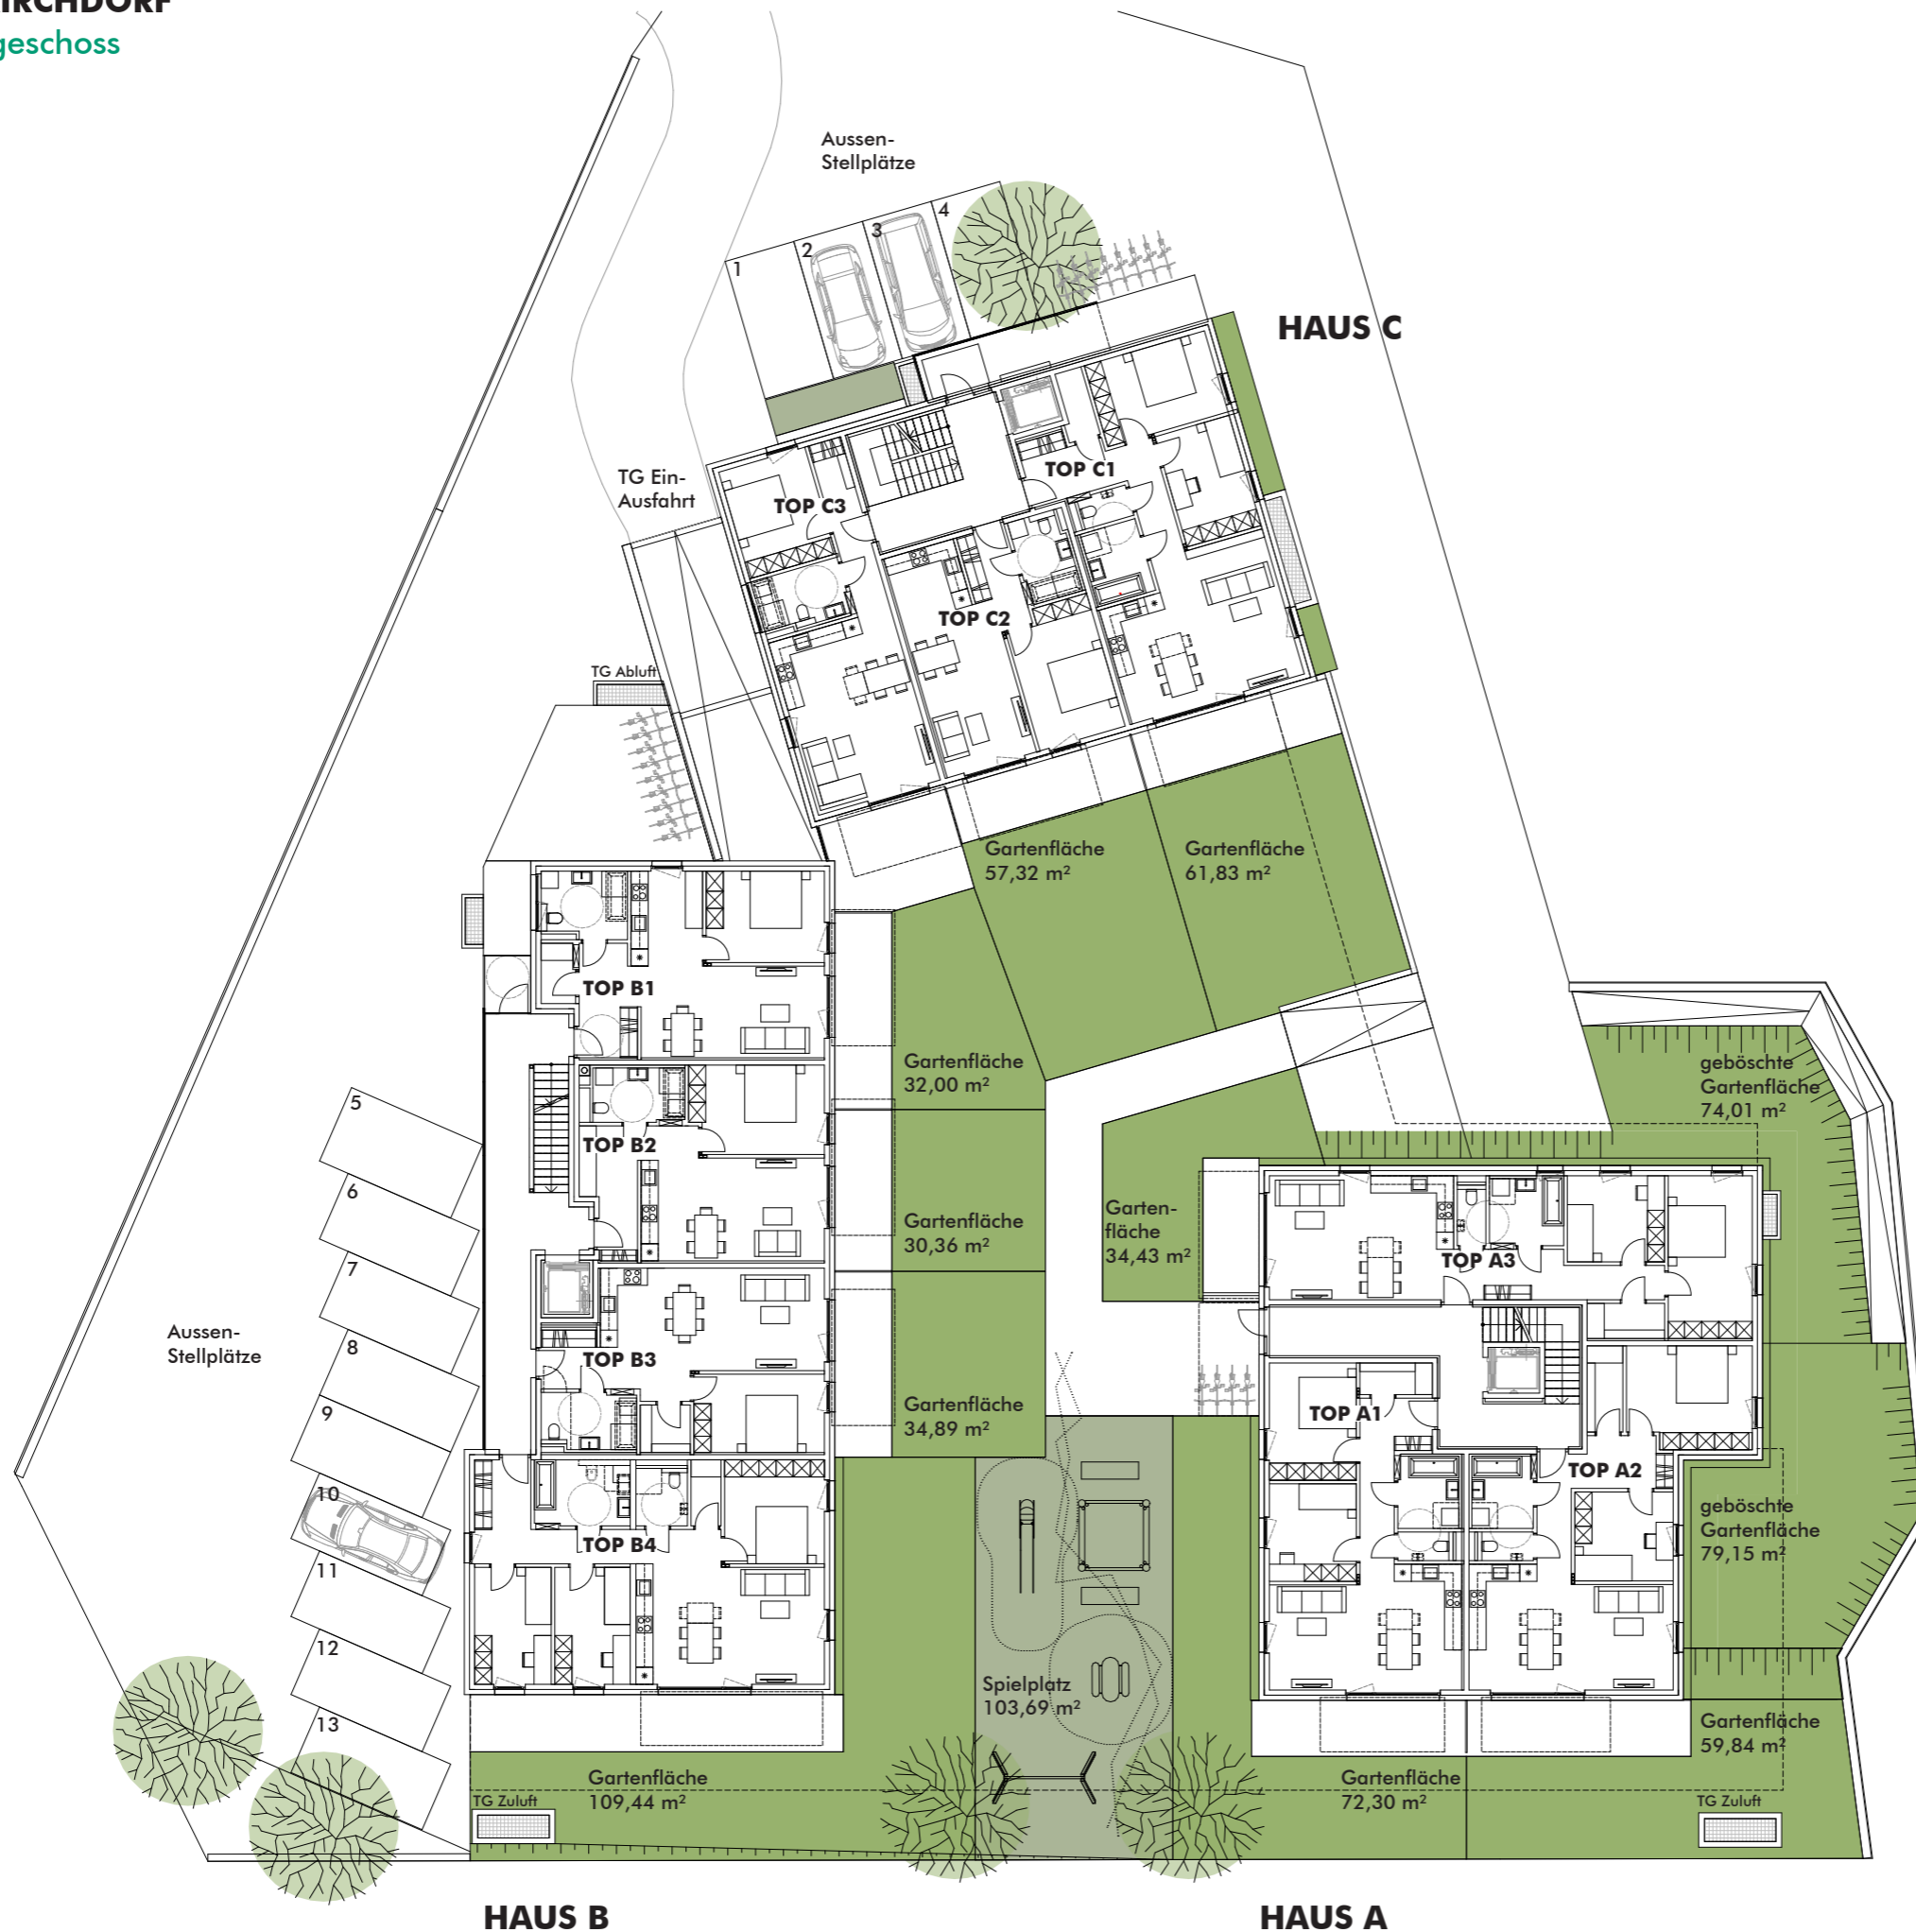 geschoss
Aussen-
Stellplätze
1
2
3
4
HAUS C
TG Ein-
Ausfahrt
TOP C3
TOP C1
TOP C2
TG Abluft
Gartenfläche
57,32 m²
Gartenfläche
61,83 m²
TOP B1
Gartenfläche
32,00 m²
geböschte
Gartenfläche
74,01 m²
5
6
7
8
9
10
11
12
13
TOP B2
Gartenfläche
30,36 m²
Garten-
fläche
34,43 m²
TOP A3
Aussen-
Stellplätze
TOP B3
Gartenfläche
34,89 m²
TOP A1
TOP A2
geböschte
Gartenfläche
79,15 m²
TOP B4
Spielplatz
103,69 m²
Gartenfläche
59,84 m²
Gartenfläche
109,44 m²
TG Zuluft
Gartenfläche
72,30 m²
TG Zuluft
HAUS B
HAUS A